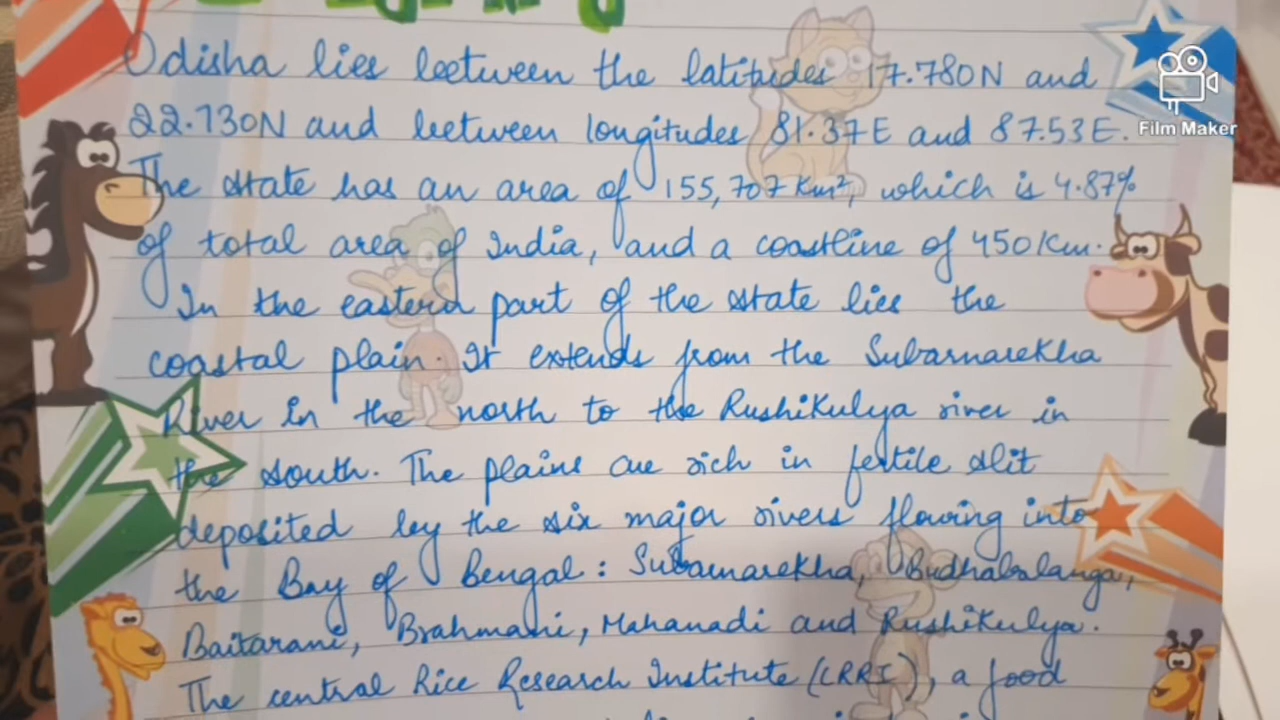 Odisha lies between the latitudes 17.780N and
22.730N and between longitudes 81.37E and 87.53E.
The state has an area of 155,707 Km², which is 4.87%
of total area of India, and a coastline of 450 Km.
In the eastern part of the state lies the
coastal plain. It extends from the Subarnarekha
River in the north to the Rushikulya river in
the south. The plains are rich in fertile slit
deposited by the six major rivers flowing into
the Bay of Bengal: Subarnarekha, Budhabalanga,
Baitarani, Brahmani, Mahanadi and Rushikulya.
The central Rice Research Institute (CRRI), a food
Film Maker